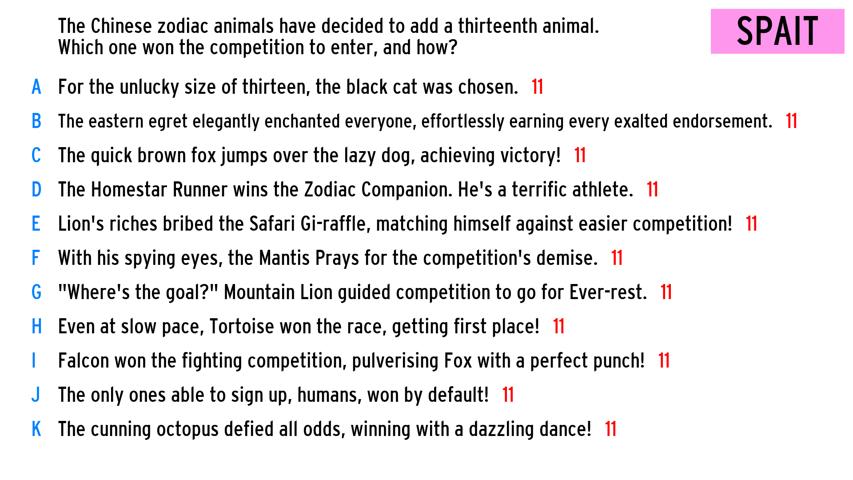 The Chinese zodiac animals have decided to add a thirteenth animal.
Which one won the competition to enter, and how?
SPAIT
A For the unlucky size of thirteen, the black cat was chosen. 11
B The eastern egret elegantly enchanted everyone, effortlessly earning every exalted endorsement. 11
C The quick brown fox jumps over the lazy dog, achieving victory! 11
D The Homestar Runner wins the Zodiac Companion. He's a terrific athlete. 11
E Lion's riches bribed the Safari Gi-raffle, matching himself against easier competition! 11
F With his spying eyes, the Mantis Prays for the competition's demise. 11
G "Where's the goal?" Mountain Lion guided competition to go for Ever-rest. 11
H Even at slow pace, Tortoise won the race, getting first place! 11
I Falcon won the fighting competition, pulverising Fox with a perfect punch! 11
J The only ones able to sign up, humans, won by default! 11
K The cunning octopus defied all odds, winning with a dazzling dance! 11